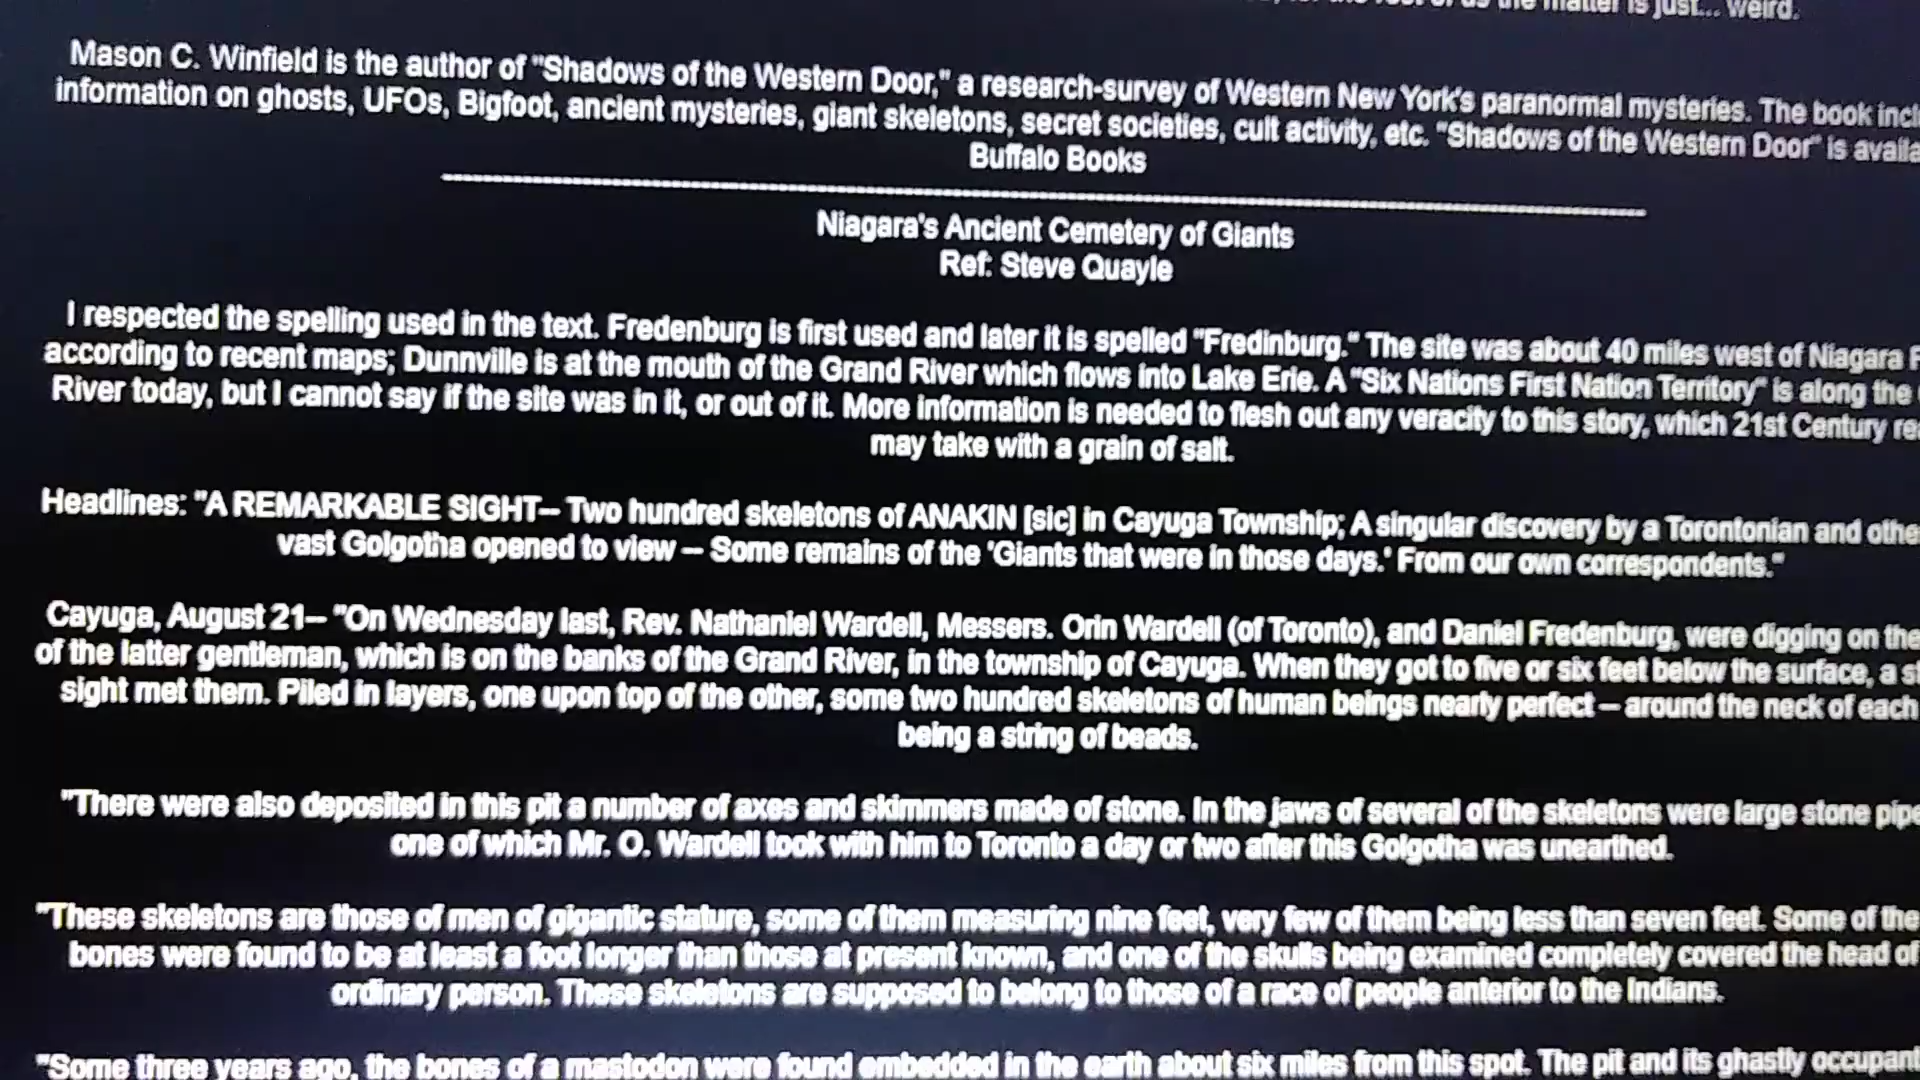 the matter is just... weird.
Mason C. Winfield is the author of "Shadows of the Western Door," a research-survey of Western New York's paranormal mysteries. The book incl
information on ghosts, UFOs, Bigfoot, ancient mysteries, giant skeletons, secret societies, cult activity, etc. "Shadows of the Western Door" is availa
Buffalo Books
Niagara's Ancient Cemetery of Giants
Ref: Steve Quayle
I respected the spelling used in the text. Fredenburg is first used and later it is spelled "Fredinburg." The site was about 40 miles west of Niagara F
according to recent maps; Dunnville is at the mouth of the Grand River which flows into Lake Erie. A "Six Nations First Nation Territory" is along the
River today, but I cannot say if the site was in it, or out of it. More information is needed to flesh out any veracity to this story, which 21st Century re
may take with a grain of salt.
Headlines: "A REMARKABLE SIGHT-- Two hundred skeletons of ANAKIN [sic] in Cayuga Township; A singular discovery by a Torontonian and othe
vast Golgotha opened to view -- Some remains of the 'Giants that were in those days.' From our own correspondents."
Cayuga, August 21-- "On Wednesday last, Rev. Nathaniel Wardell, Messers. Orin Wardell (of Toronto), and Daniel Fredenburg, were digging on the
of the latter gentleman, which is on the banks of the Grand River, in the township of Cayuga. When they got to five or six feet below the surface, a st
sight met them. Piled in layers, one upon top of the other, some two hundred skeletons of human beings nearly perfect -- around the neck of each
being a string of beads.
"There were also deposited in this pit a number of axes and skimmers made of stone. In the jaws of several of the skeletons were large stone pipe
one of which Mr. O. Wardell took with him to Toronto a day or two after this Golgotha was unearthed.
"These skeletons are those of men of gigantic stature, some of them measuring nine feet, very few of them being less than seven feet. Some of the
bones were found to be at least a foot longer than those at present known, and one of the skulls being examined completely covered the head of
ordinary person. These skeletons are supposed to belong to those of a race of people anterior to the Indians.
"Some three years ago, the bones of a mastodon were found embedded in the earth about six miles from this spot. The pit and its ghastly occupant